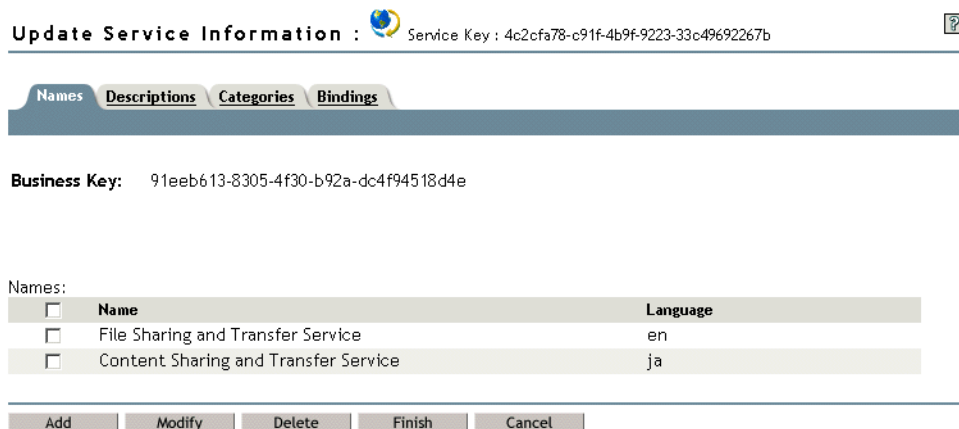 Update Service Information : Service Key : 4c2cfa78-c91f-4b9f-9223-33c49692267b ?
Names Descriptions Categories Bindings
Business Key: 91eeb613-8305-4f30-b92a-dc4f94518d4e
Names:
Name Language
File Sharing and Transfer Service en
Content Sharing and Transfer Service ja
Add Modify Delete Finish Cancel